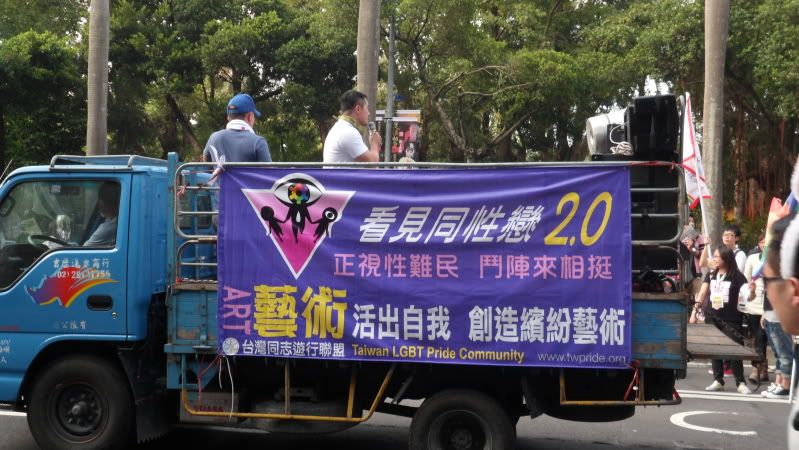 看見同性戀 2.0
正視性難民 鬥陣來相挺
ART 藝術 活出自我 創造繽紛藝術
台灣同志遊行聯盟 Taiwan LGBT Pride Community www.twpride.org